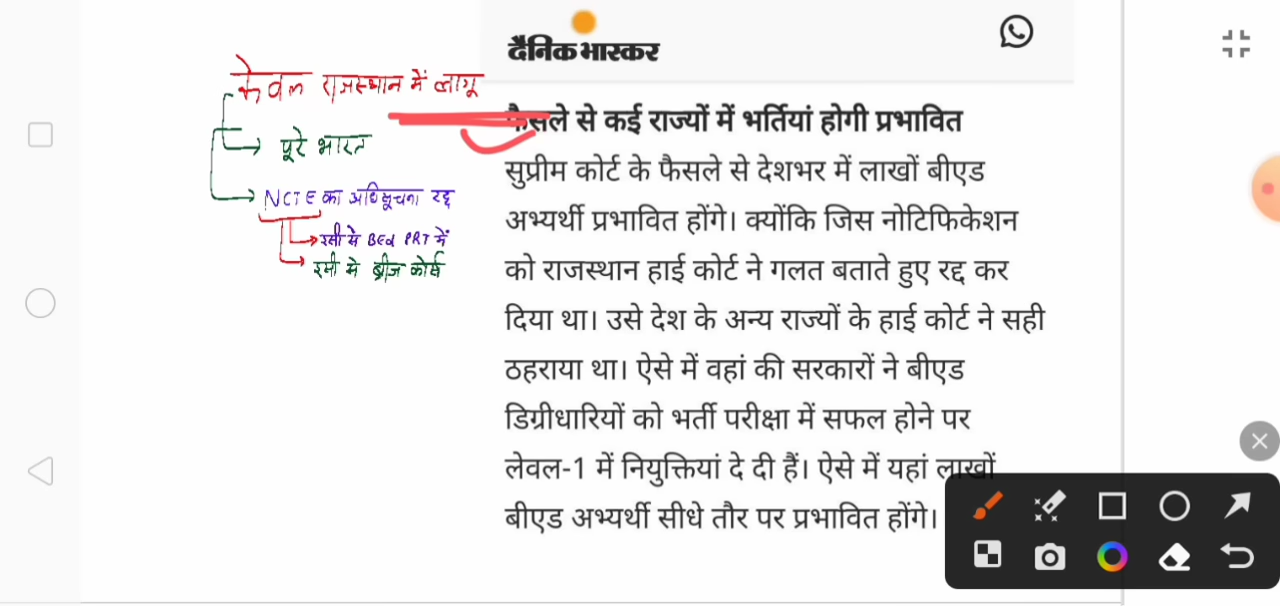 केवल राजस्थान में लागू
पूरे भारत
NCTE का अधिसूचना रद्द
इसी से BEd PRT में
इसी से ब्रीज कोर्स
दैनिक भास्कर
फैसले से कई राज्यों में भर्तियां होगी प्रभावित
सुप्रीम कोर्ट के फैसले से देशभर में लाखों बीएड
अभ्यर्थी प्रभावित होंगे। क्योंकि जिस नोटिफिकेशन
को राजस्थान हाई कोर्ट ने गलत बताते हुए रद्द कर
दिया था। उसे देश के अन्य राज्यों के हाई कोर्ट ने सही
ठहराया था। ऐसे में वहां की सरकारों ने बीएड
डिग्रीधारियों को भर्ती परीक्षा में सफल होने पर
लेवल-1 में नियुक्तियां दे दी हैं। ऐसे में यहां लाखों
बीएड अभ्यर्थी सीधे तौर पर प्रभावित होंगे।